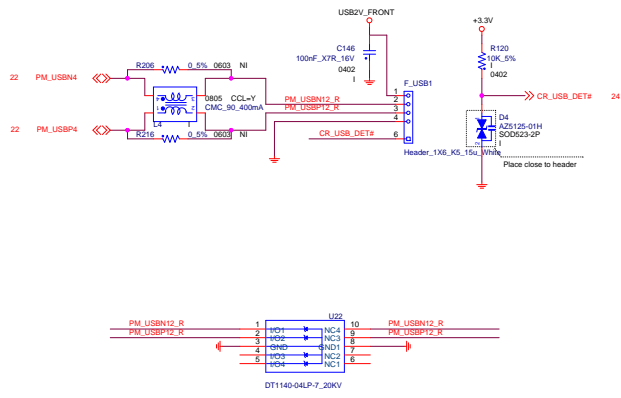 USB2V_FRONT
+3.3V
C146
100nF_X7R_16V
0402
I
R120
10K_5%
I
0402
R206 0_5% 0603 NI
22 PM_USBN4
0805 CCL=Y
CMC_90_400mA
L4 I
22 PM_USBP4
R216 0_5% 0603 NI
F_USB1
1
PM_USBN12_R 2
PM_USBP12_R 3
4
CR_USB_DET# 6
Header_1X6_K5_15u_White
CR_USB_DET# 24
D4
AZ5125-01H
SOD523-2P
I
Place close to header
U22
PM_USBN12_R 1 I/O1 NC4 10 PM_USBN12_R
PM_USBP12_R 2 I/O2 NC3 9 PM_USBP12_R
3 GND GND1 8
4 I/O3 NC2 7
5 I/O4 NC1 6
DT1140-04LP-7_20KV